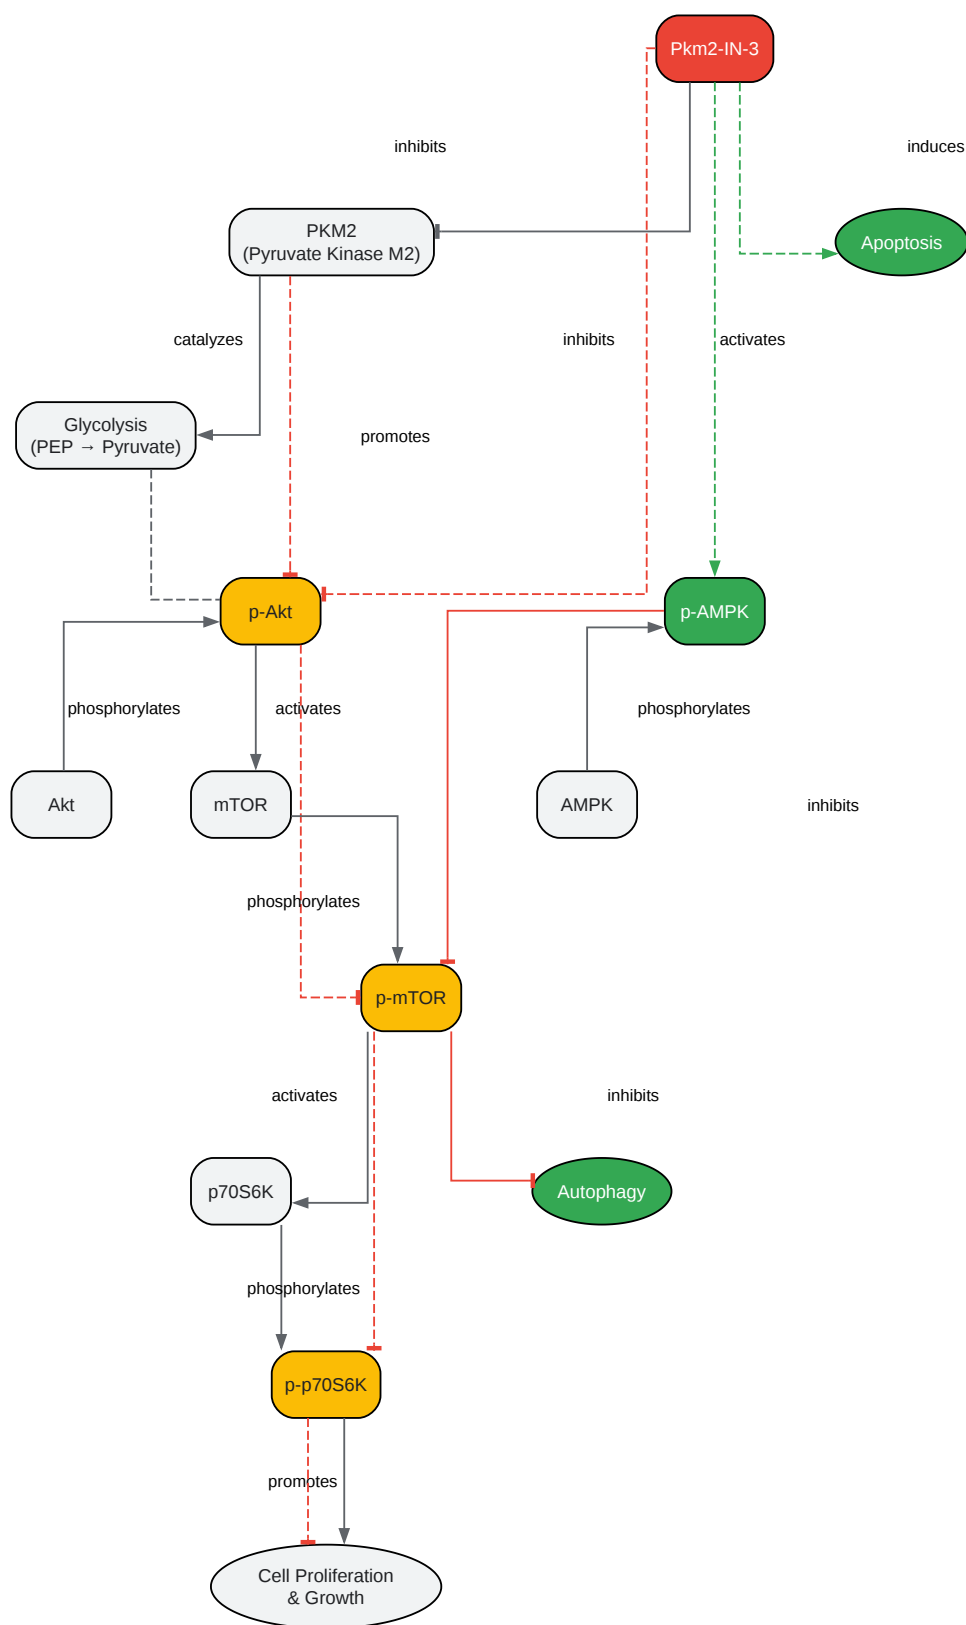 Pkm2-IN-3
inhibits
induces
PKM2
(Pyruvate Kinase M2)
Apoptosis
catalyzes
inhibits
activates
Glycolysis
(PEP → Pyruvate)
promotes
p-Akt
p-AMPK
phosphorylates
activates
phosphorylates
Akt
mTOR
AMPK
inhibits
phosphorylates
p-mTOR
activates
inhibits
p70S6K
Autophagy
phosphorylates
p-p70S6K
promotes
Cell Proliferation
& Growth